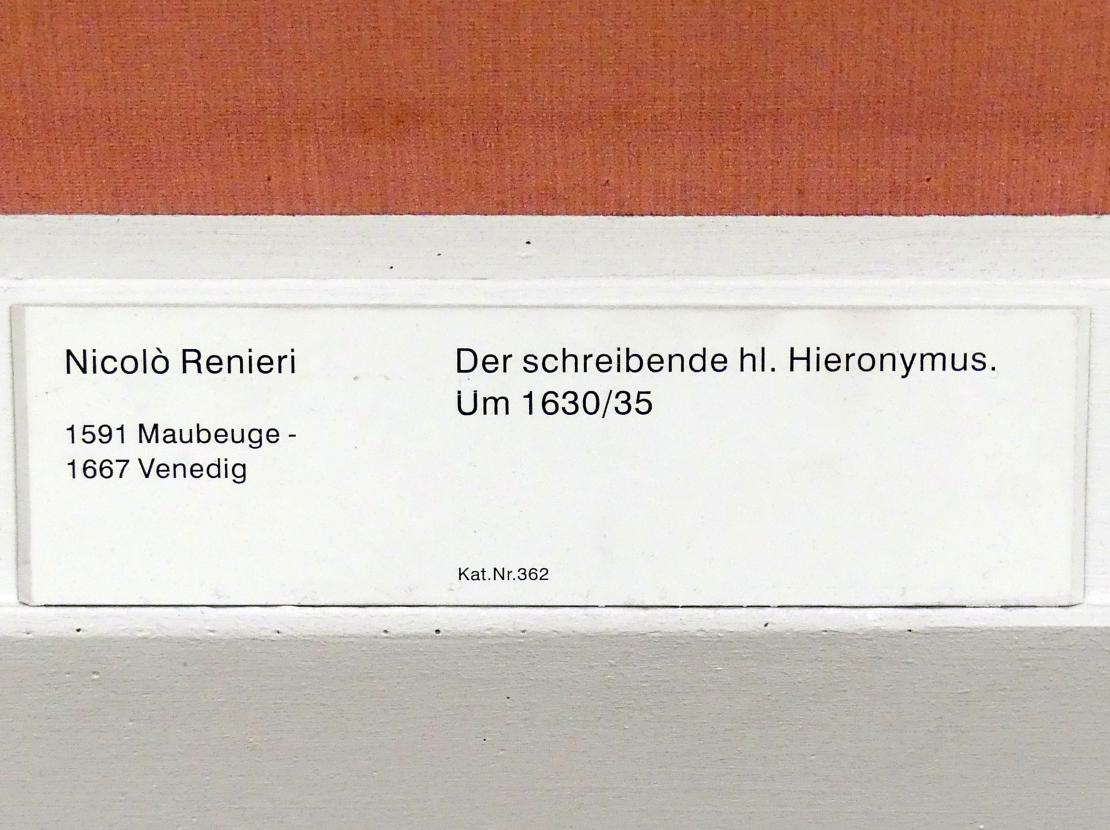 Nicolò Renieri
1591 Maubeuge -
1667 Venedig
Der schreibende hl. Hieronymus.
Um 1630/35
Kat.Nr.362